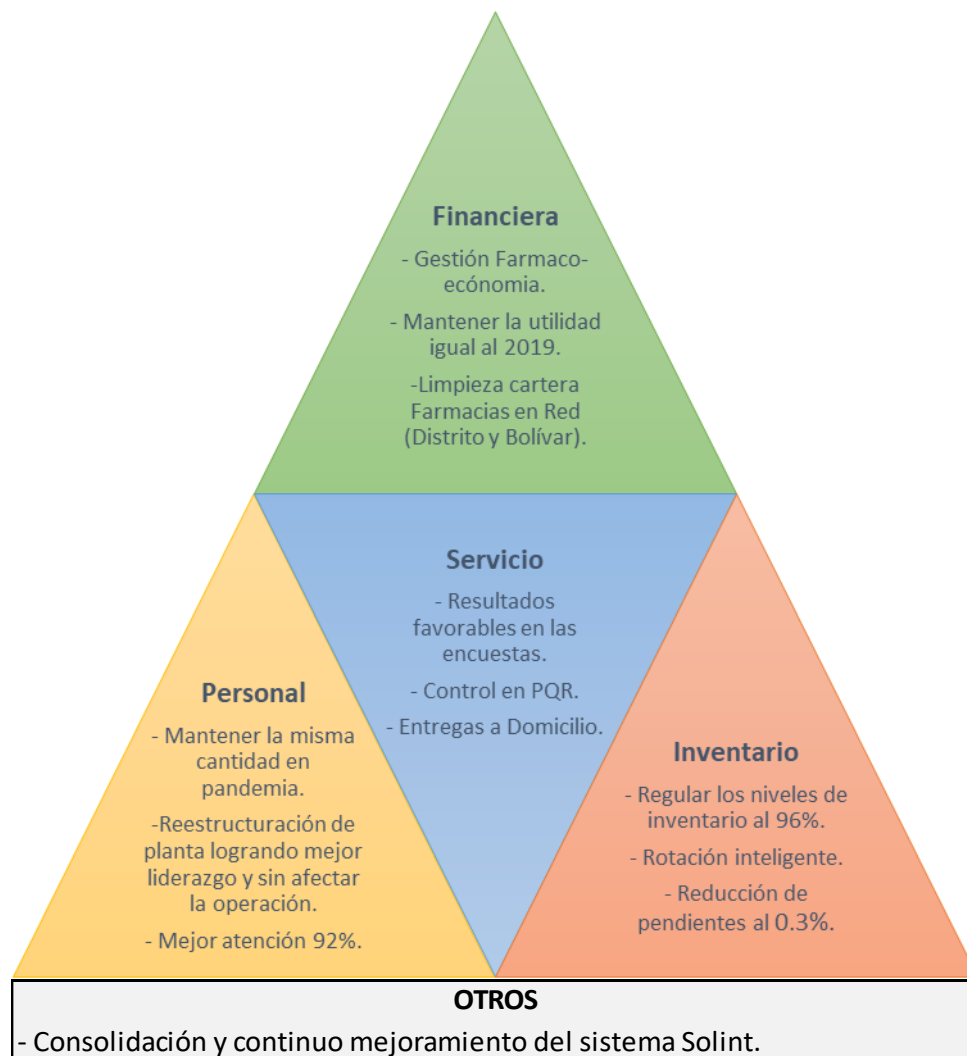 Financiera
- Gestión Farmaco-
ecónomia.
- Mantener la utilidad
igual al 2019.
-Limpieza cartera
Farmacias en Red
(Distrito y Bolívar).
Servicio
- Resultados
favorables en las
encuestas.
- Control en PQR.
- Entregas a Domicilio.
Personal
- Mantener la misma
cantidad en
pandemia.
-Reestructuración de
planta logrando mejor
liderazgo y sin afectar
la operación.
- Mejor atención 92%.
Inventario
- Regular los niveles de
inventario al 96%.
- Rotación inteligente.
- Reducción de
pendientes al 0.3%.
OTROS
- Consolidación y continuo mejoramiento del sistema Solint.